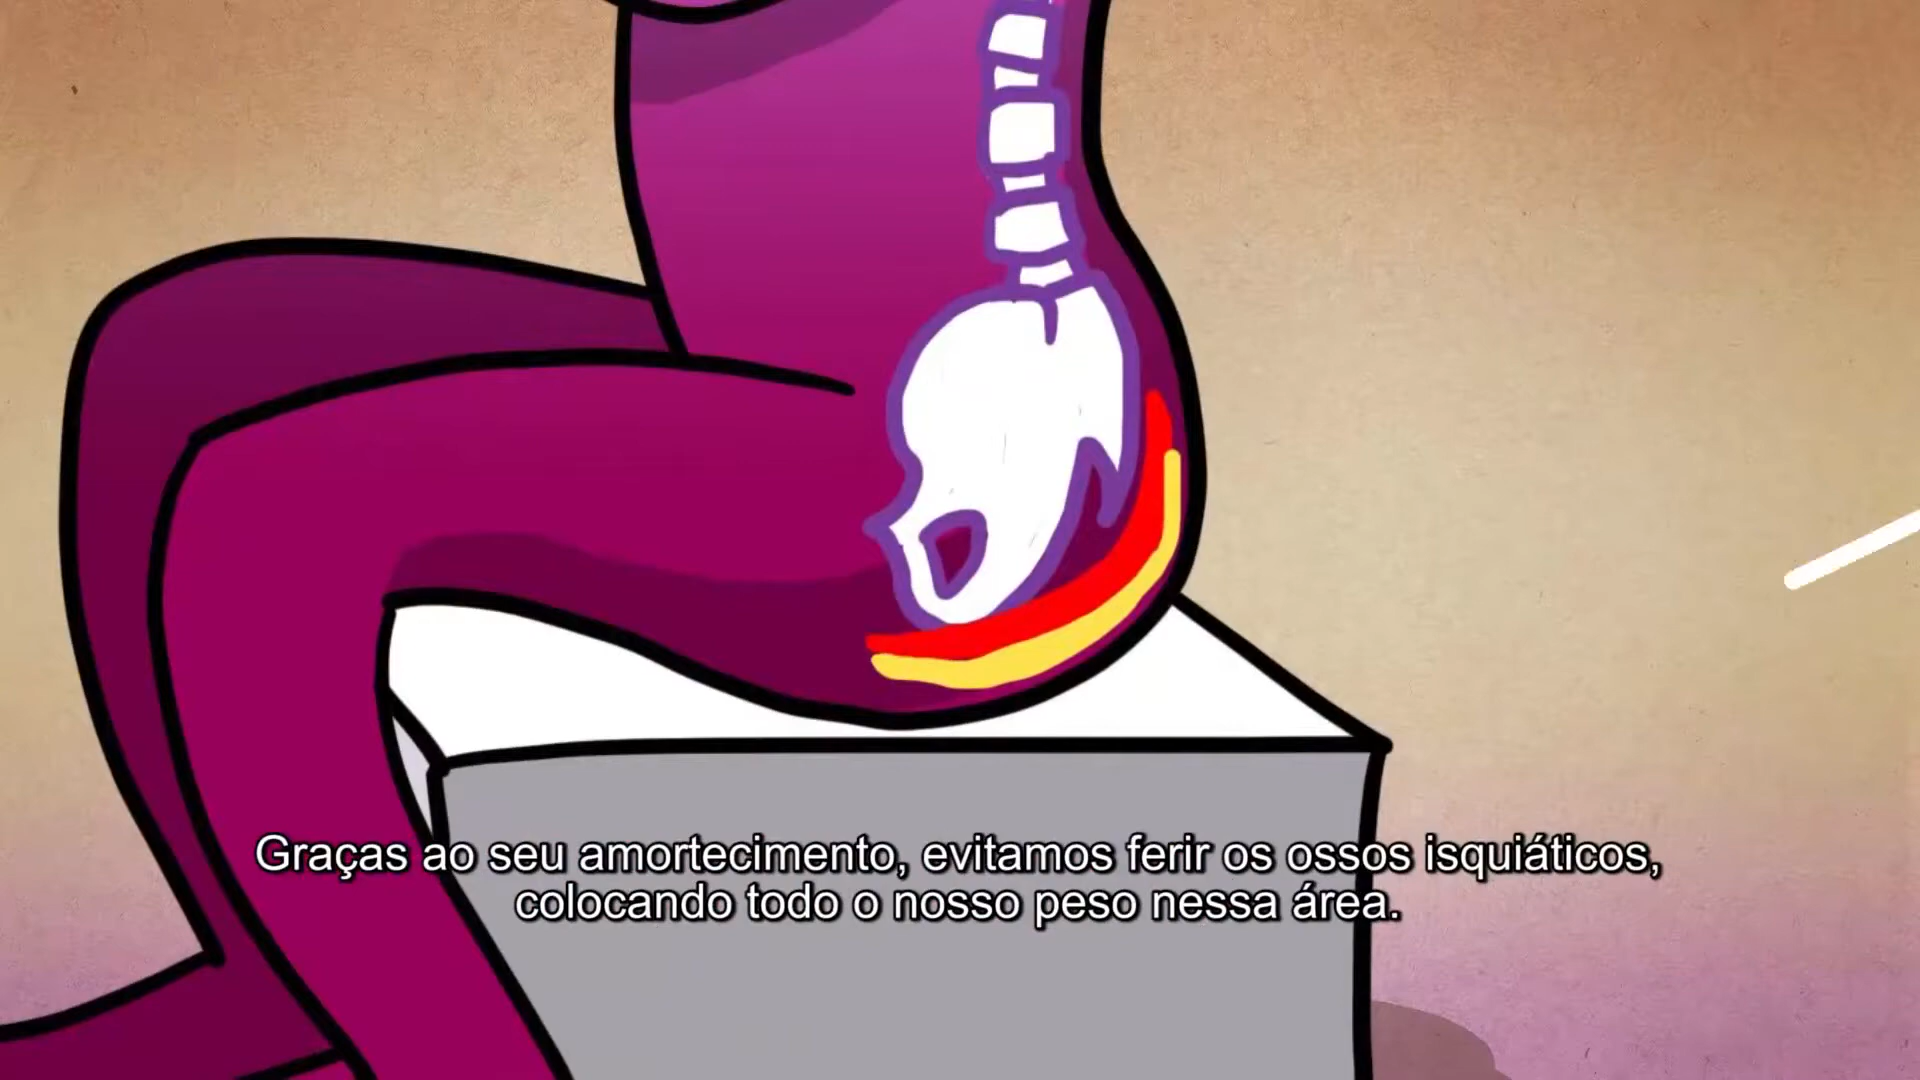 Graças ao seu amortecimento, evitamos ferir os ossos isquiáticos,
colocando todo o nosso peso nessa área.